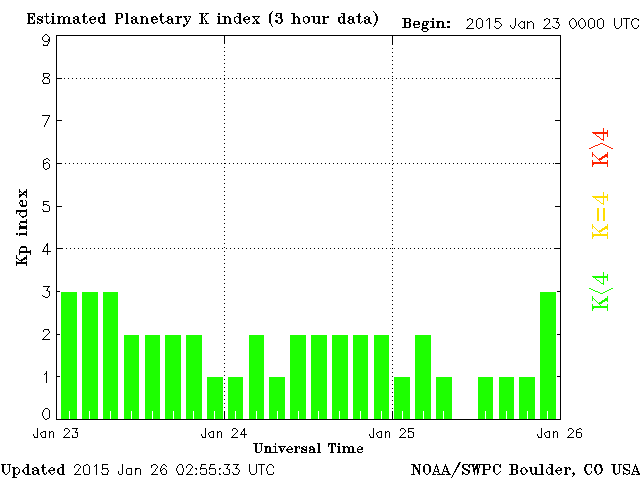 Estimated Planetary K index (3 hour data) Begin: 2015 Jan 23 0000 UTC
9
8
7
6
5
4
3
2
1
0
Kp index
K>4
K=4
K<4
Jan 23 Jan 24 Jan 25 Jan 26
Universal Time
Updated 2015 Jan 26 02:55:33 UTC NOAA/SWPC Boulder, CO USA